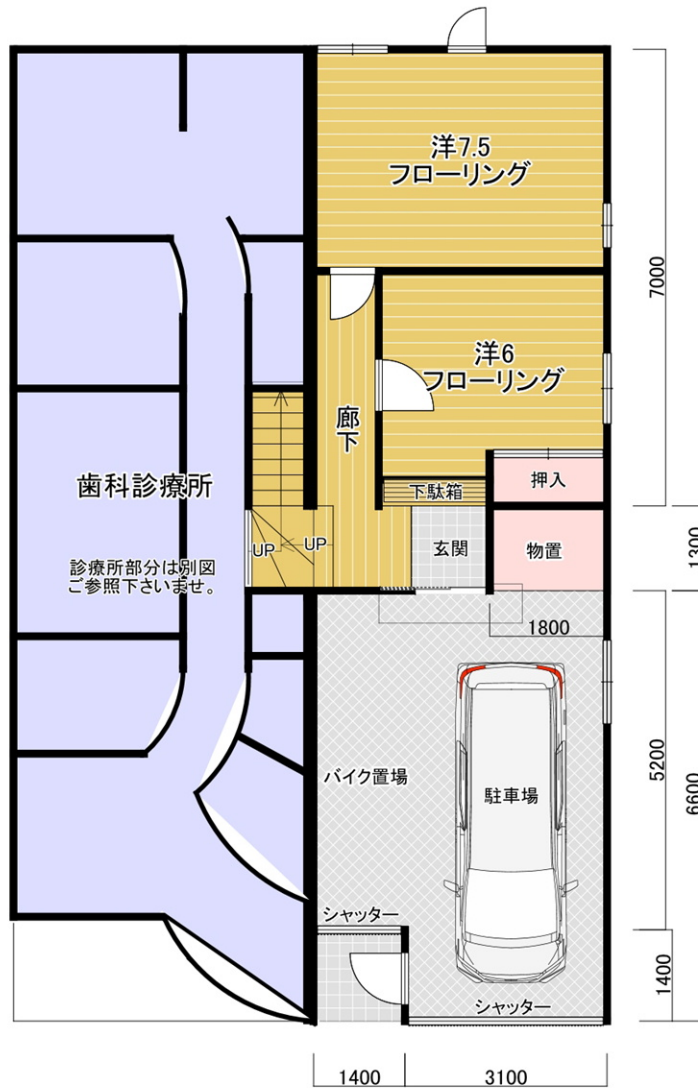 洋7.5
フローリング
7000
洋6
フローリング
廊
下
歯科診療所
押入
下駄箱
診療所部分は別図
ご参照下さいませ。
UP
UP
玄関
物置
1300
1800
バイク置場
駐車場
5200
6600
シャッター
1400
シャッター
1400
3100